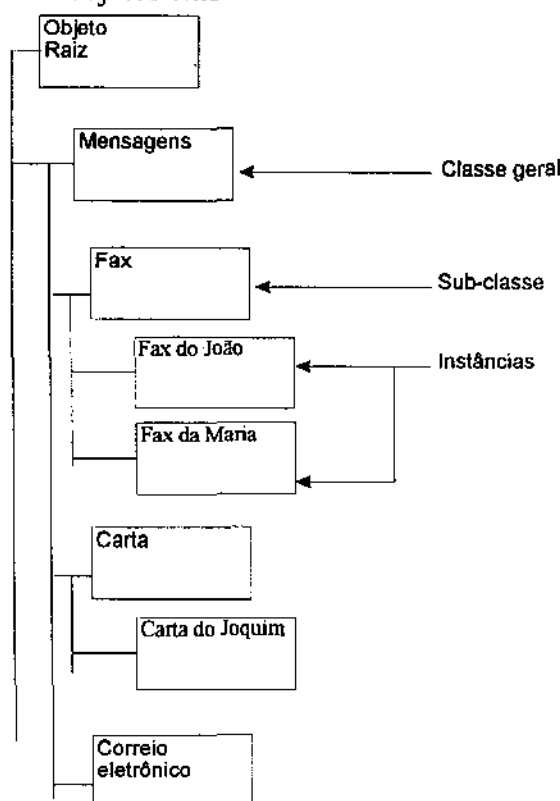 Objeto
Raiz
Mensagens
Classe geral
Fax
Sub-classe
Fax do João
Instâncias
Fax da Maria
Carta
Carta do Joquim
Correio
eletrônico